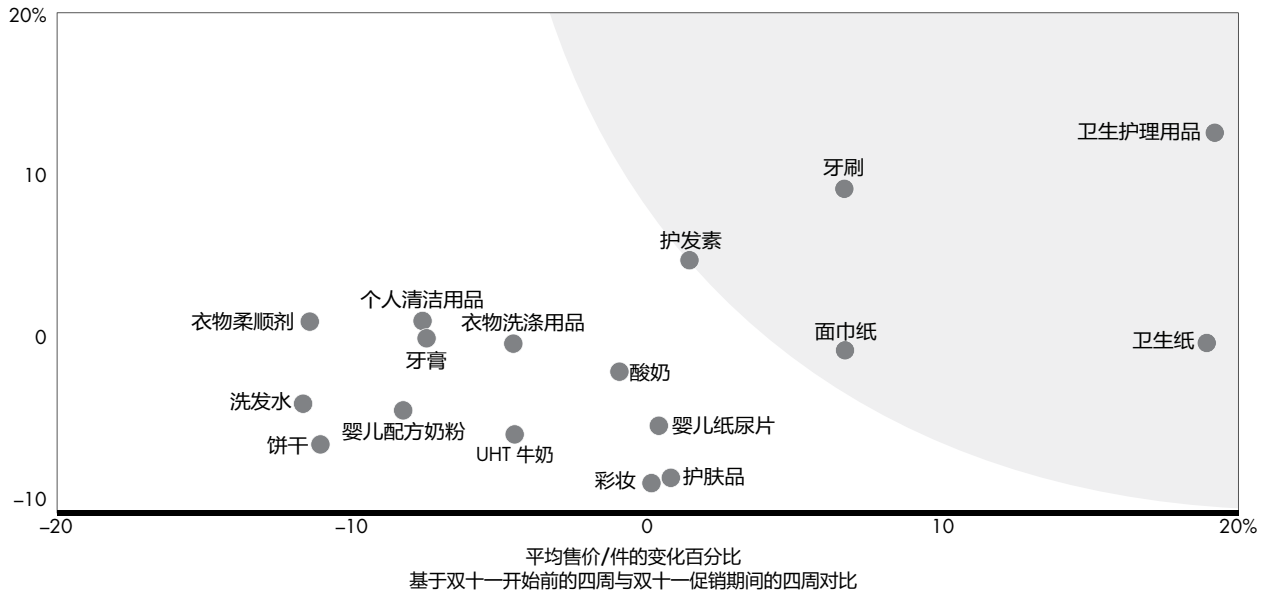 20%
卫生护理用品
牙刷
10
护发素
个人清洁用品
衣物柔顺剂
衣物洗涤用品
面巾纸
0
卫生纸
牙膏
酸奶
洗发水
婴儿配方奶粉
婴儿纸尿片
饼干
UHT 牛奶
彩妆
护肤品
–10
–20
–10
0
10
20%
平均售价/件的变化百分比
基于双十一开始前的四周与双十一促销期间的四周对比